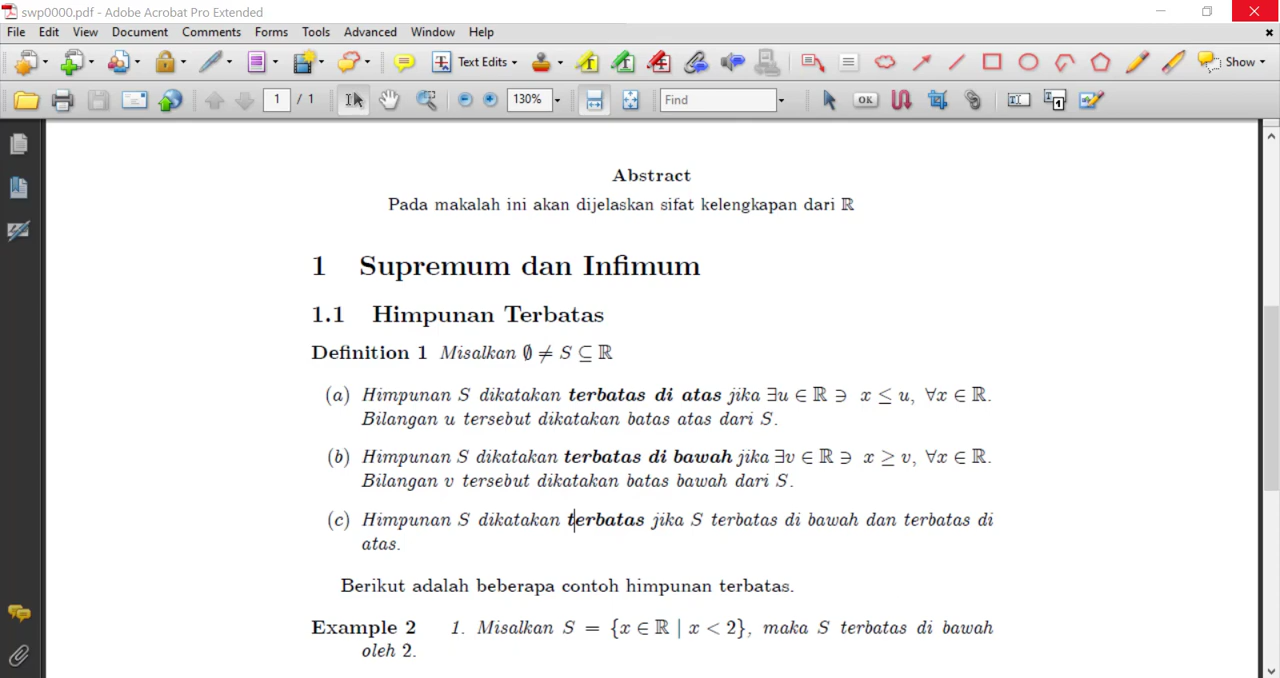 swp0000.pdf - Adobe Acrobat Pro Extended
File Edit View Document Comments Forms Tools Advanced Window Help
Text Edits Show
1 / 1 130% Find OK
Abstract
Pada makalah ini akan dijelaskan sifat kelengkapan dari ℝ
1 Supremum dan Infimum
1.1 Himpunan Terbatas
Definition 1 Misalkan ∅ ≠ S ⊆ ℝ
(a) Himpunan S dikatakan terbatas di atas jika ∃u ∈ ℝ ∋ x ≤ u, ∀x ∈ ℝ.
Bilangan u tersebut dikatakan batas atas dari S.
(b) Himpunan S dikatakan terbatas di bawah jika ∃v ∈ ℝ ∋ x ≥ v, ∀x ∈ ℝ.
Bilangan v tersebut dikatakan batas bawah dari S.
(c) Himpunan S dikatakan terbatas jika S terbatas di bawah dan terbatas di
atas.
Berikut adalah beberapa contoh himpunan terbatas.
Example 2 1. Misalkan S = {x ∈ ℝ | x < 2}, maka S terbatas di bawah
oleh 2.